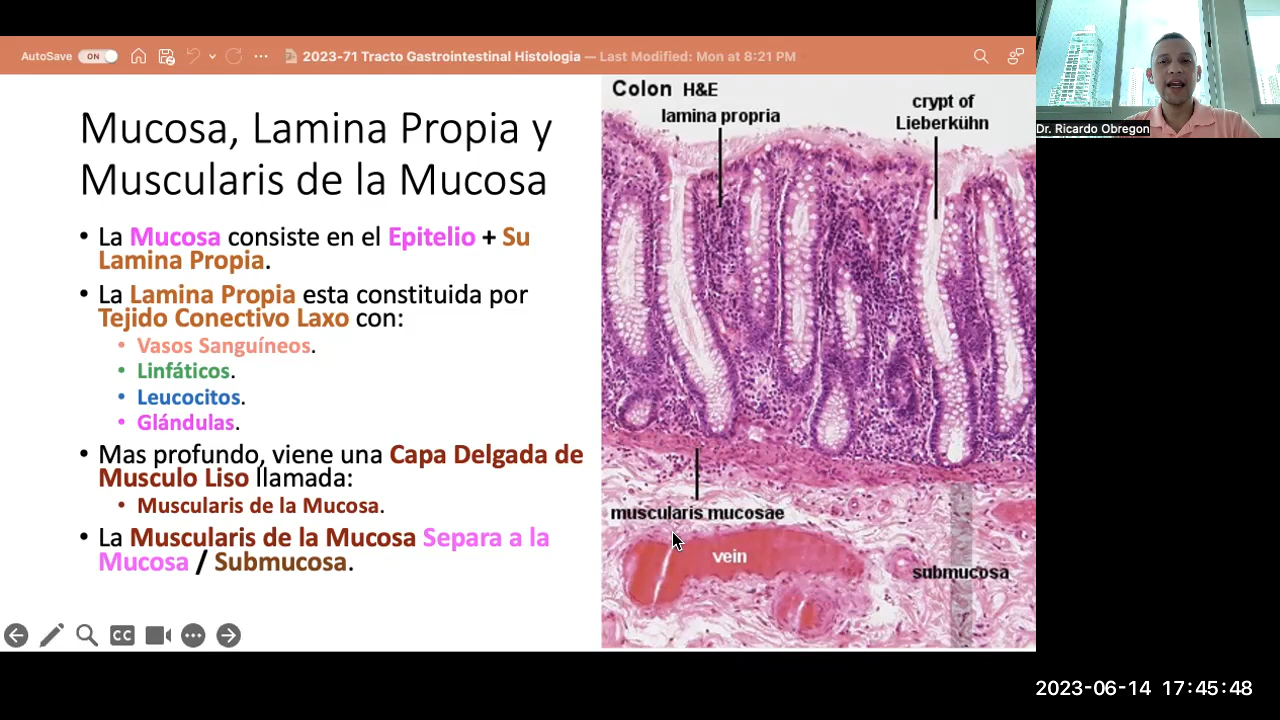 AutoSave ON 2023-71 Tracto Gastrointestinal Histologia — Last Modified: Mon at 8:21 PM
Mucosa, Lamina Propia y
Muscularis de la Mucosa
• La Mucosa consiste en el Epitelio + Su
Lamina Propia.
• La Lamina Propia esta constituida por
Tejido Conectivo Laxo con:
• Vasos Sanguíneos.
• Linfáticos.
• Leucocitos.
• Glándulas.
• Mas profundo, viene una Capa Delgada de
Musculo Liso llamada:
• Muscularis de la Mucosa.
• La Muscularis de la Mucosa Separa a la
Mucosa / Submucosa.
CC
Colon H&E
lamina propria
crypt of
Lieberkühn
muscularis mucosae
vein
submucosa
Dr. Ricardo Obregon
2023-06-14 17:45:48